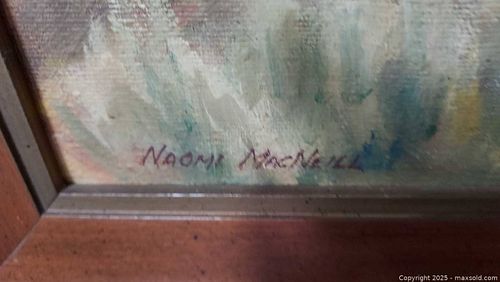 NAOMI MACNEILL
Copyright 2025 - maxsold.com